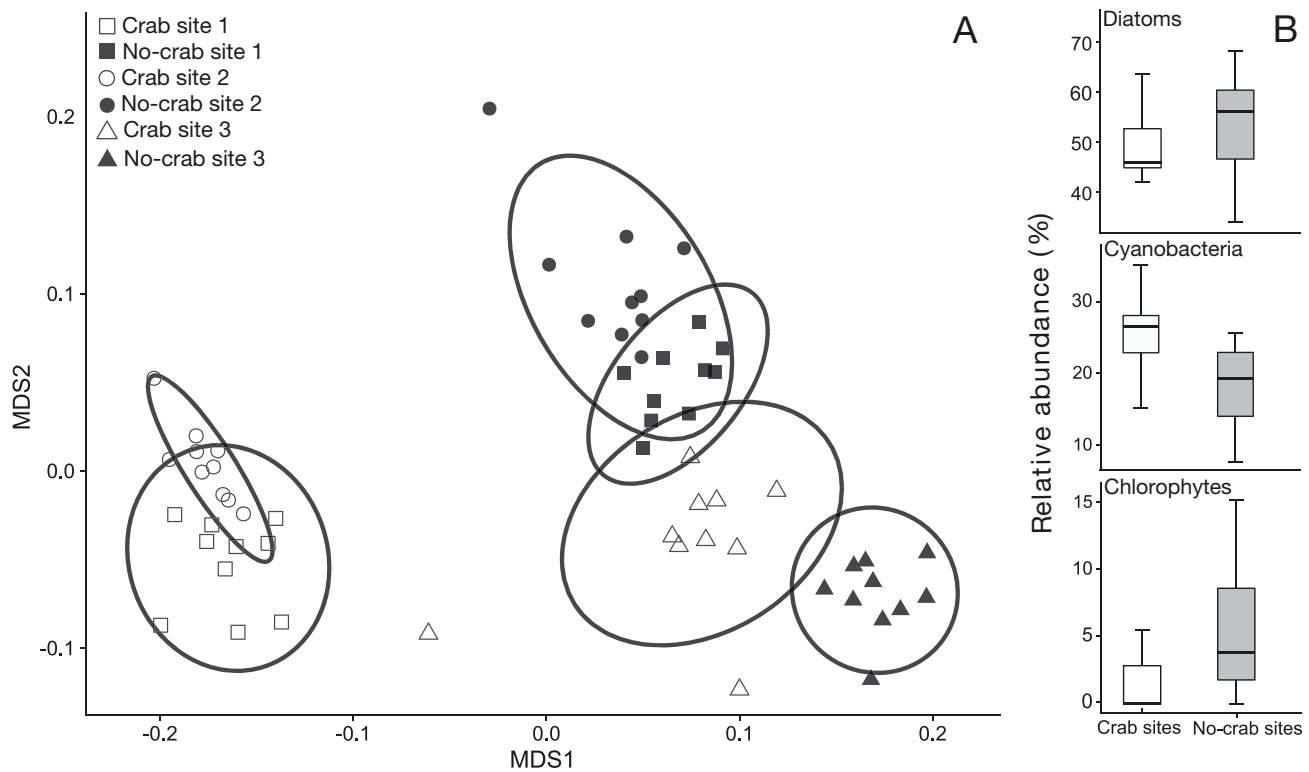 Crab site 1
No-crab site 1
Crab site 2
No-crab site 2
Crab site 3
No-crab site 3
A
0.2
0.1
0.0
-0.1
MDS2
-0.2
-0.1
0.0
0.1
0.2
MDS1
B
Relative abundance (%)
Diatoms
70
60
50
40
Cyanobacteria
30
20
10
Chlorophytes
15
10
5
0
Crab sites
No-crab sites